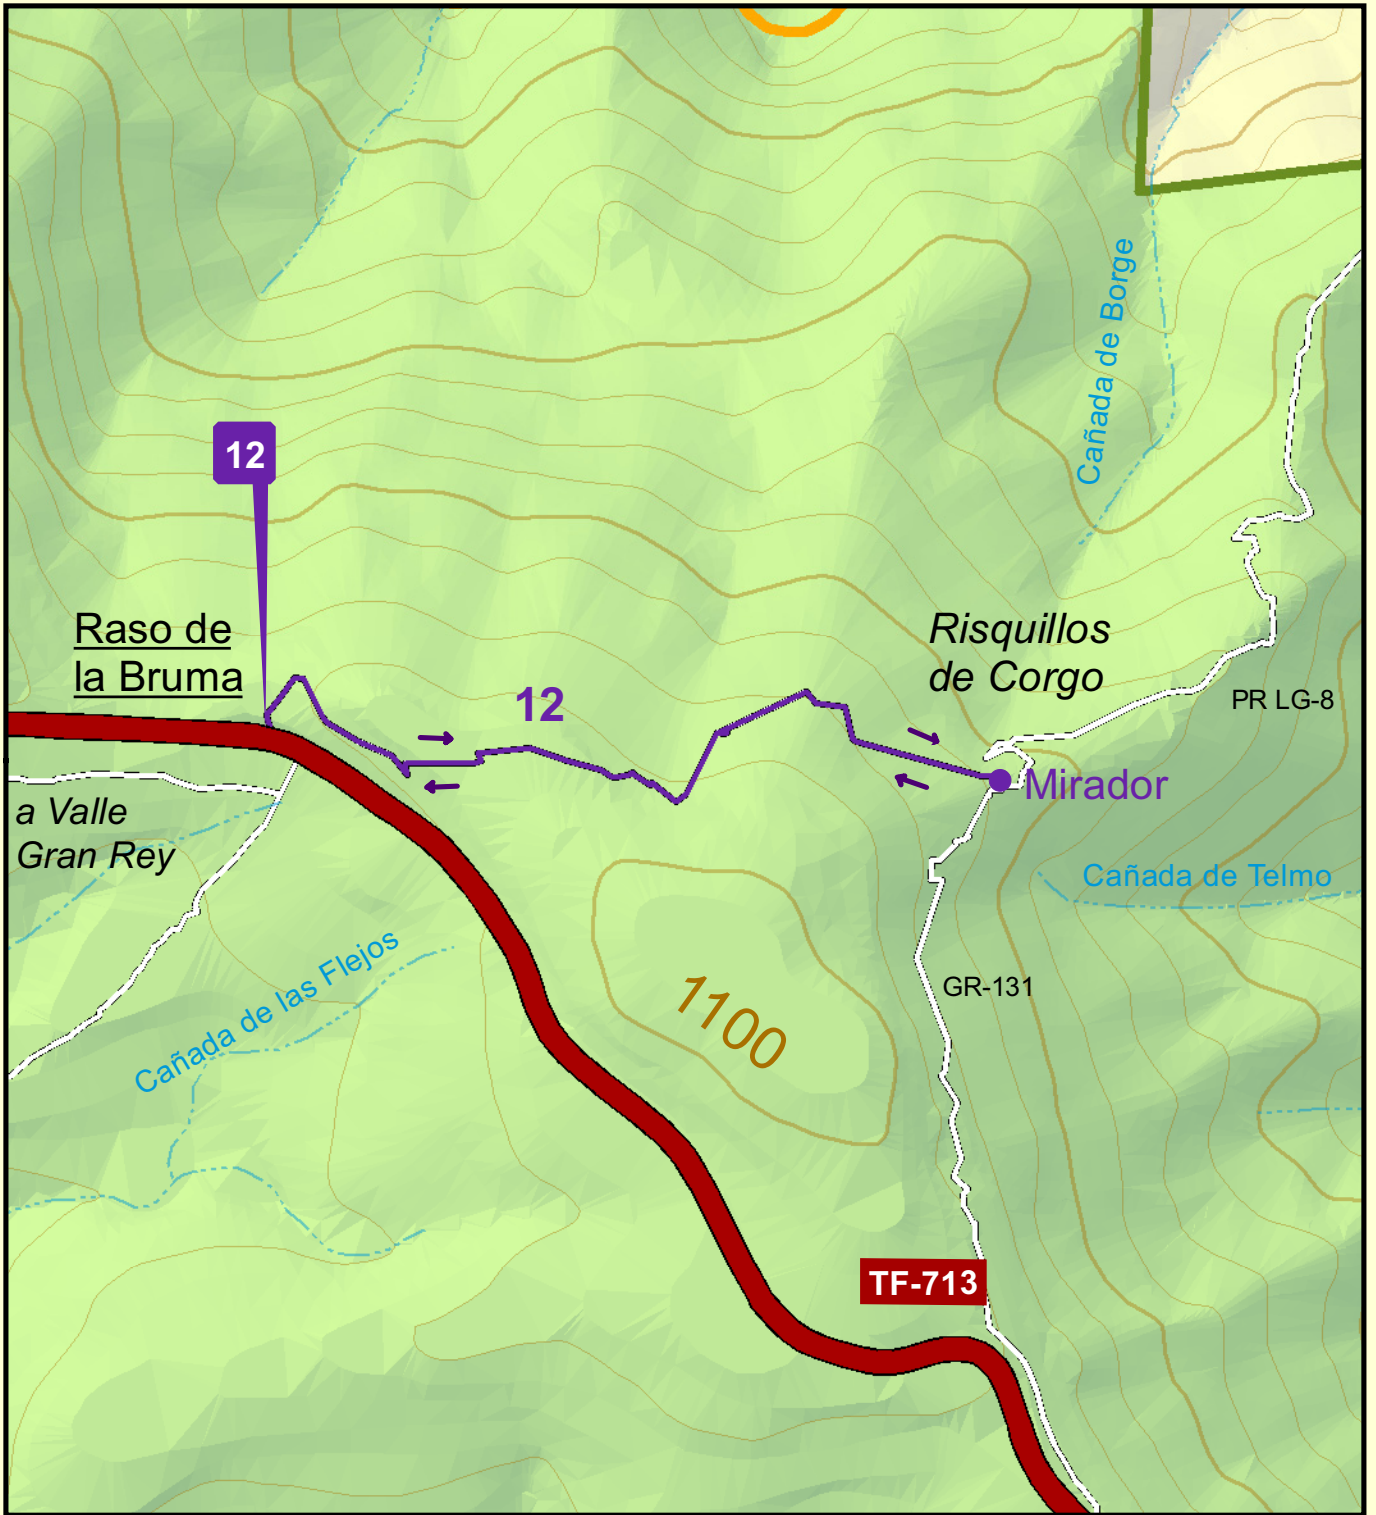 Cañada de Borge
12
Raso de
la Bruma
12
Risquillos
de Corgo
PR LG-8
Mirador
a Valle
Gran Rey
Cañada de Telmo
Cañada de las Flejos
1100
GR-131
TF-713